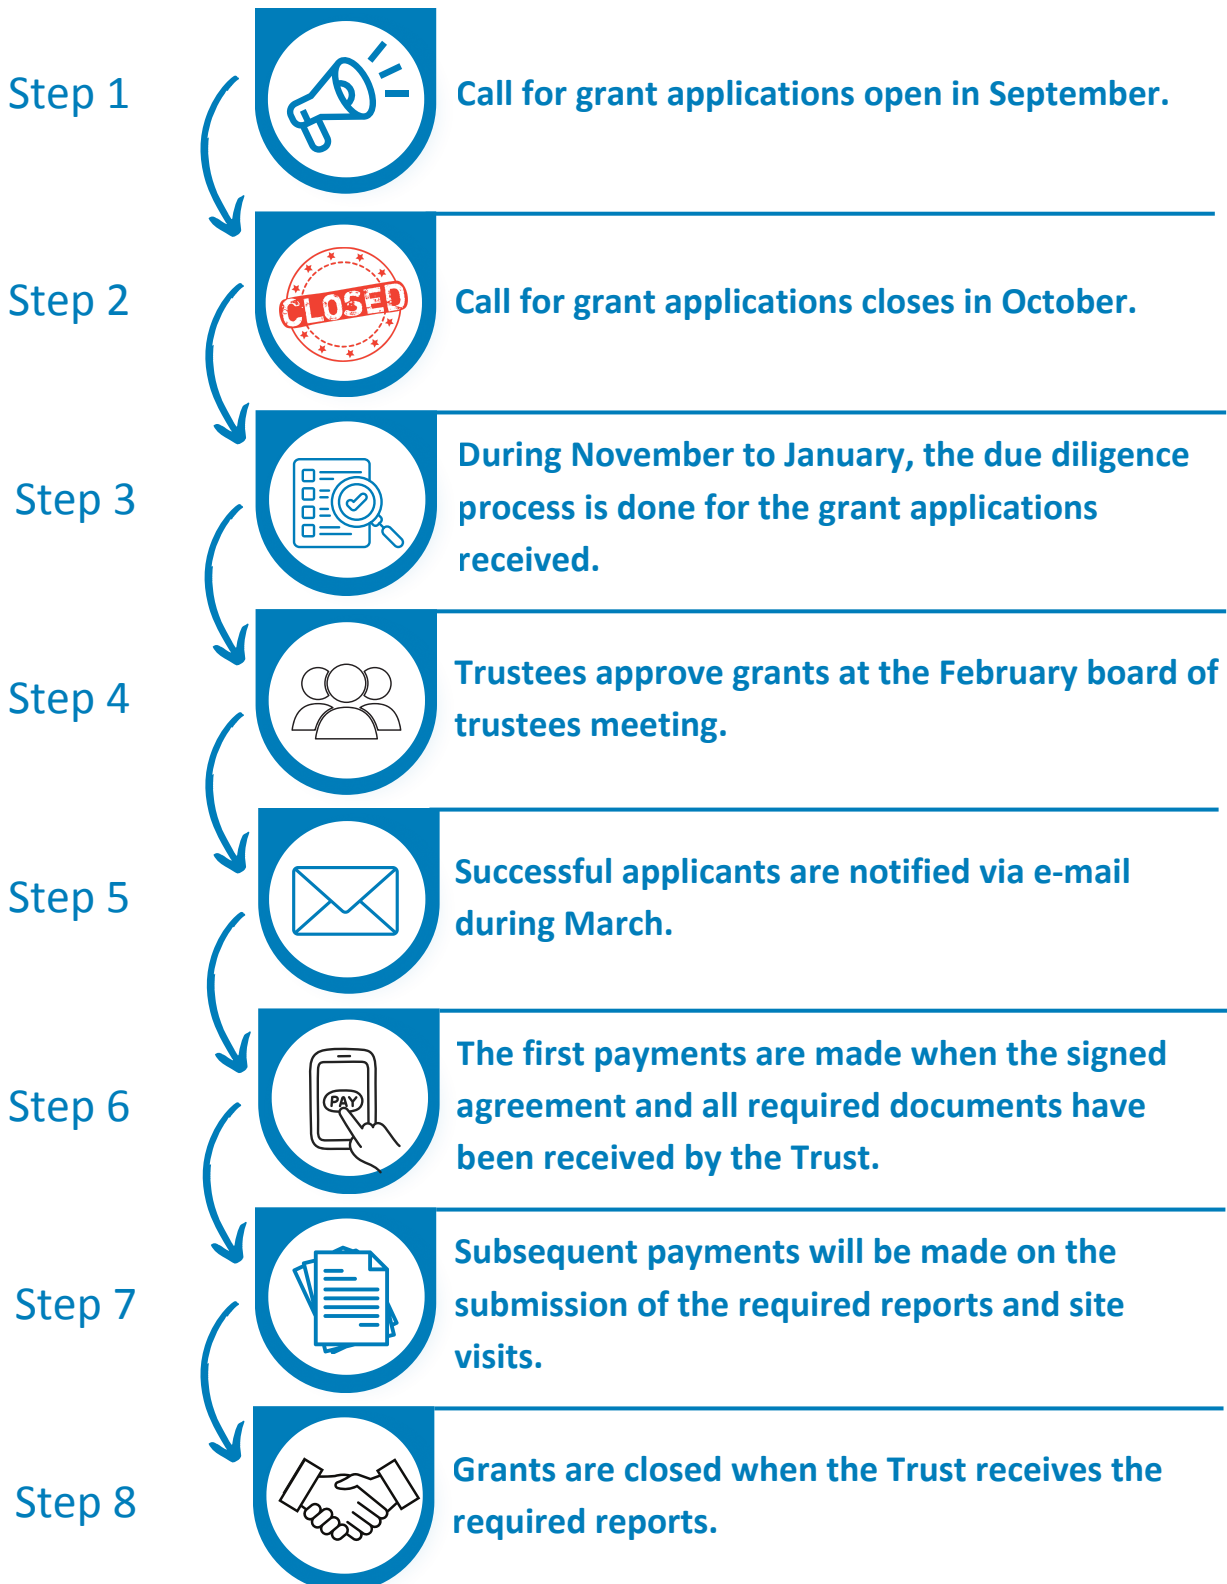 Step 1
Call for grant applications open in September.
Step 2
CLOSED
Call for grant applications closes in October.
Step 3
During November to January, the due diligence
process is done for the grant applications
received.
Step 4
Trustees approve grants at the February board of
trustees meeting.
Step 5
Successful applicants are notified via e-mail
during March.
Step 6
PAY
The first payments are made when the signed
agreement and all required documents have
been received by the Trust.
Step 7
Subsequent payments will be made on the
submission of the required reports and site
visits.
Step 8
Grants are closed when the Trust receives the
required reports.